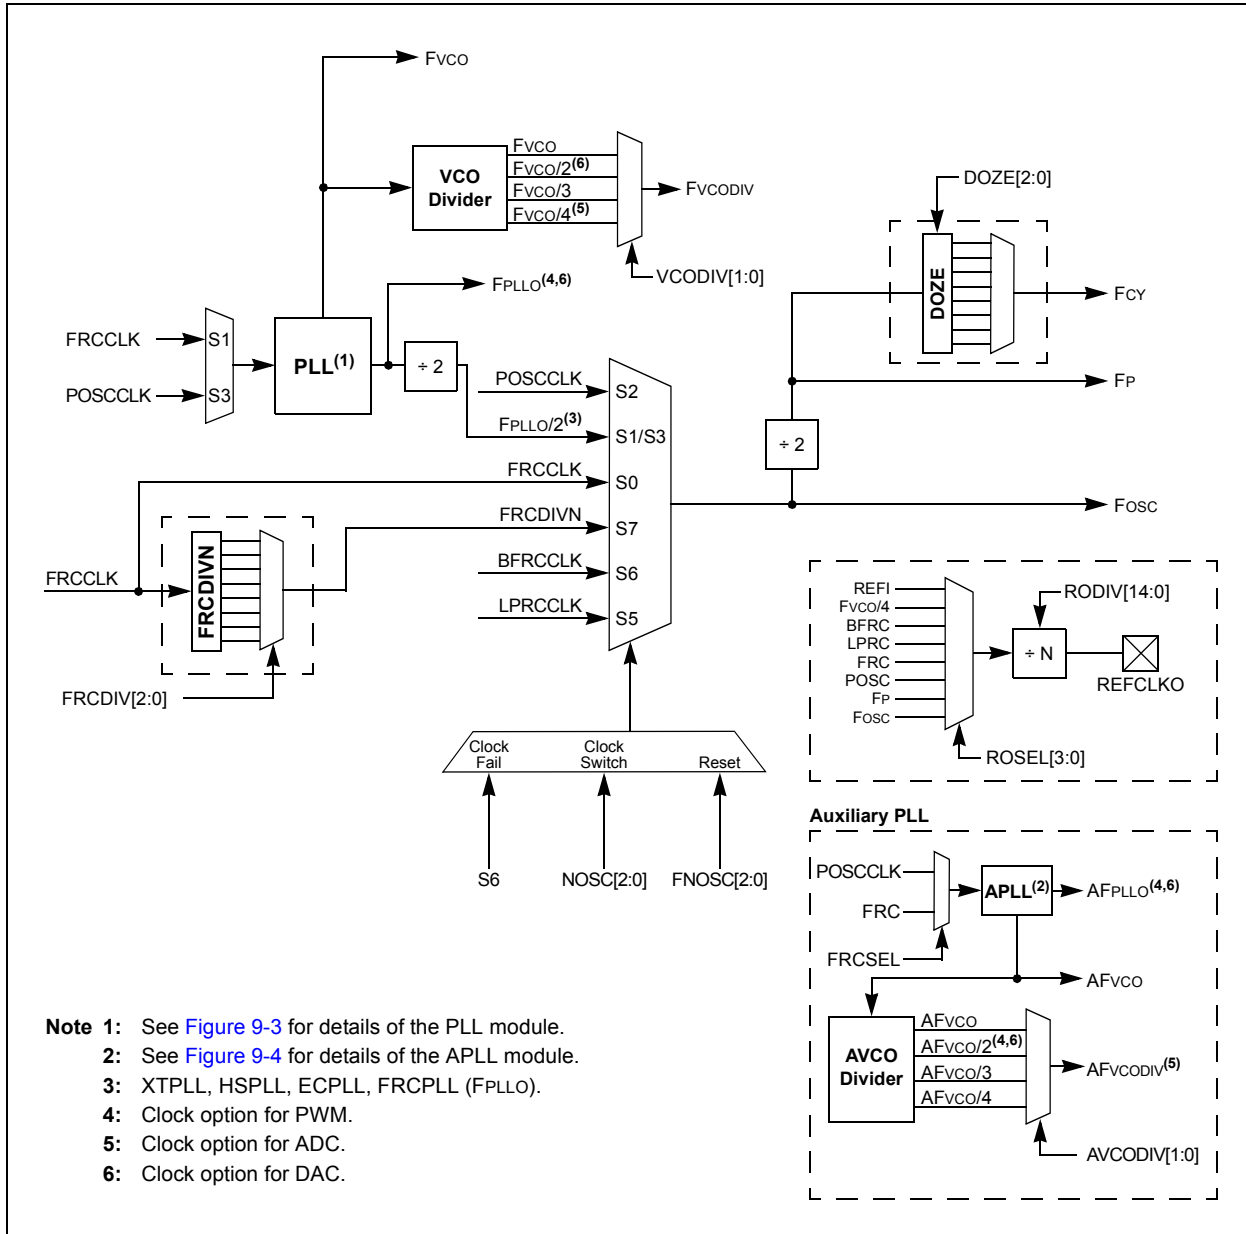 FVCO
VCO
Divider
FVCO
FVCO/2(6)
FVCO/3
FVCO/4(5)
FVCODIV
VCODIV[1:0]
DOZE[2:0]
DOZE
FCY
FPLLO(4,6)
FRCCLK
S1
POSCCLK
S3
PLL(1)
÷ 2
POSCCLK
S2
FPLLO/2(3)
S1/S3
FRCCLK
S0
FRCDIVN
S7
BFRCCLK
S6
LPRCCLK
S5
FP
÷ 2
FOSC
FRCCLK
FRCDIVN
FRCDIV[2:0]
Clock
Fail
Clock
Switch
Reset
S6
NOSC[2:0]
FNOSC[2:0]
REFI
FVCO/4
BFRC
LPRC
FRC
POSC
FP
FOSC
RODIV[14:0]
÷ N
REFCLKO
ROSEL[3:0]
Auxiliary PLL
POSCCLK
FRC
FRCSEL
APLL(2)
AFPLLO(4,6)
AFVCO
AVCO
Divider
AFVCO
AFVCO/2(4,6)
AFVCO/3
AFVCO/4
AFVCODIV(5)
AVCODIV[1:0]
Note 1: See Figure 9-3 for details of the PLL module.
2: See Figure 9-4 for details of the APLL module.
3: XTPLL, HSPLL, ECPLL, FRCPLL (FPLLO).
4: Clock option for PWM.
5: Clock option for ADC.
6: Clock option for DAC.